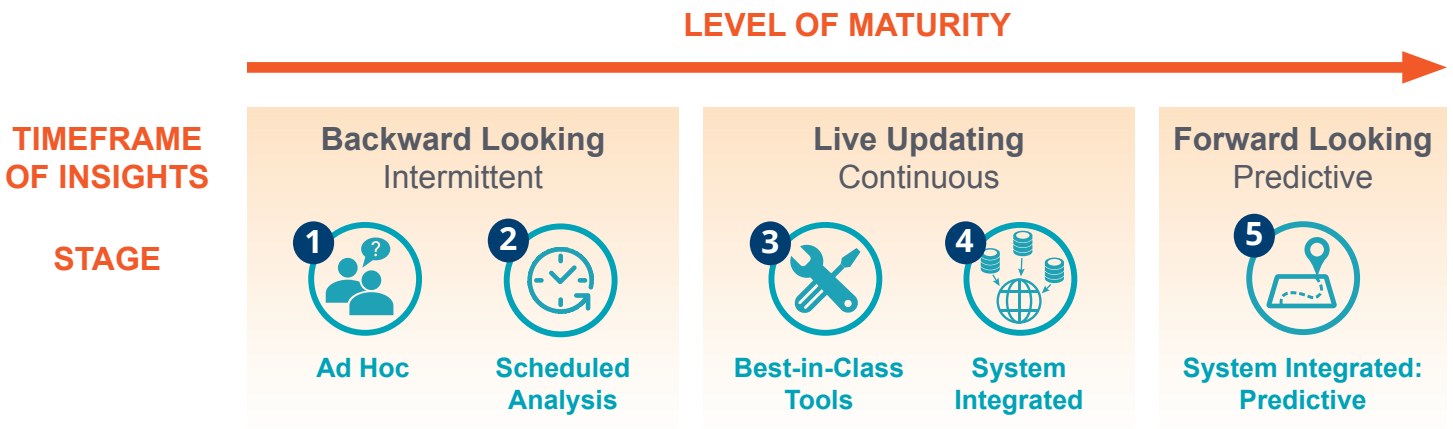 LEVEL OF MATURITY
TIMEFRAME
OF INSIGHTS
Backward Looking
Intermittent
Live Updating
Continuous
Forward Looking
Predictive
STAGE
1
?
2
3
4
5
Ad Hoc
Scheduled
Analysis
Best-in-Class
Tools
System
Integrated
System Integrated:
Predictive